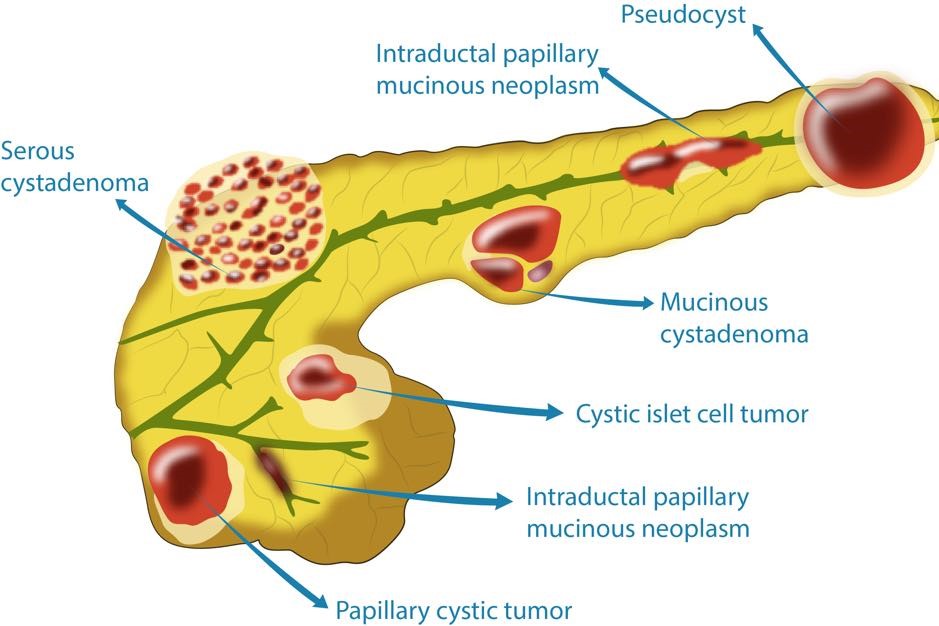 Pseudocyst
Intraductal papillary
mucinous neoplasm
Serous
cystadenoma
Mucinous
cystadenoma
Cystic islet cell tumor
Intraductal papillary
mucinous neoplasm
Papillary cystic tumor